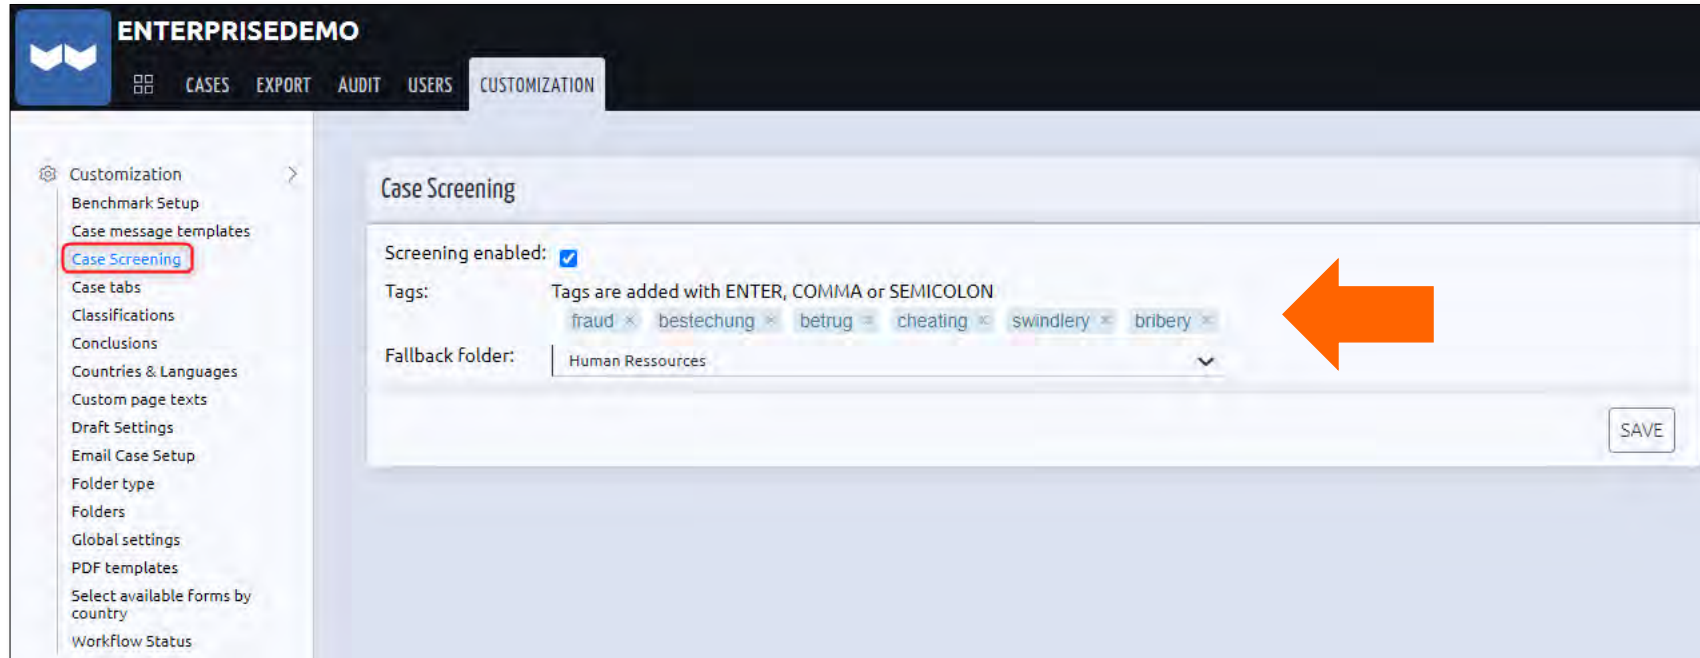 ENTERPRISEDEMO
CASES EXPORT AUDIT USERS CUSTOMIZATION
Customization
Benchmark Setup
Case message templates
Case Screening
Case tabs
Classifications
Conclusions
Countries & Languages
Custom page texts
Draft Settings
Email Case Setup
Folder type
Folders
Global settings
PDF templates
Select available forms by
country
Workflow Status
Case Screening
Screening enabled:
Tags: Tags are added with ENTER, COMMA or SEMICOLON
fraud × bestechung × betrug × cheating × swindlery × bribery ×
Fallback folder: Human Ressources
SAVE